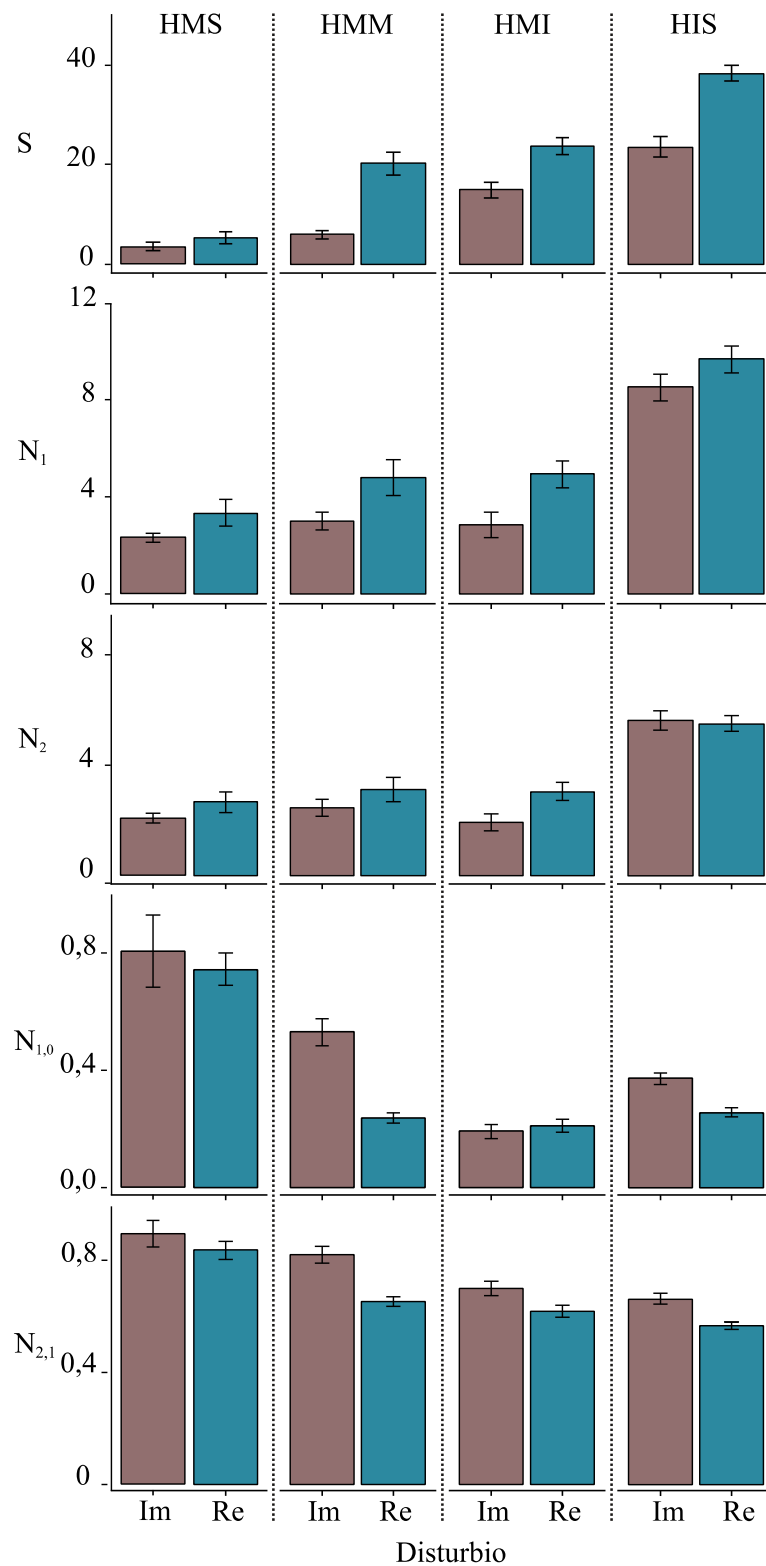 HMS HMM HMI HIS
40
S
20
0
12
8
N1
4
0
8
N2
4
0
0,8
N1,0
0,4
0,0
0,8
N2,1
0,4
0
Im Re Im Re Im Re Im Re
Disturbio